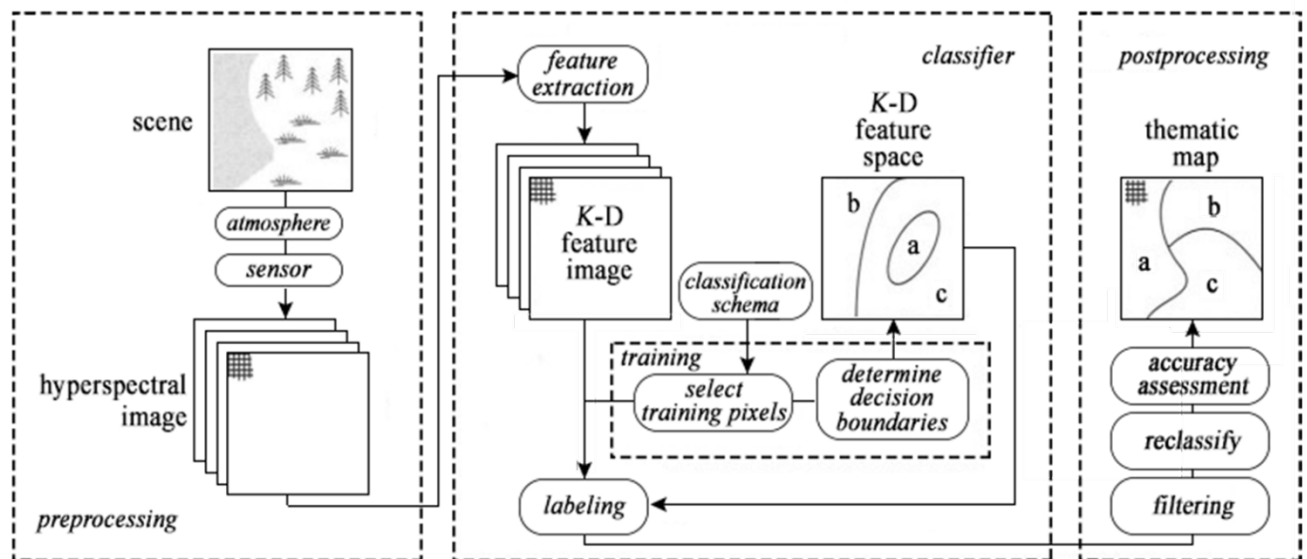 scene
atmosphere
sensor
hyperspectral
image
preprocessing
feature
extraction
K-D
feature
image
classification
schema
training
select
training pixels
determine
decision
boundaries
labeling
classifier
K-D
feature
space
b
a
c
postprocessing
thematic
map
b
a
c
accuracy
assessment
reclassify
filtering